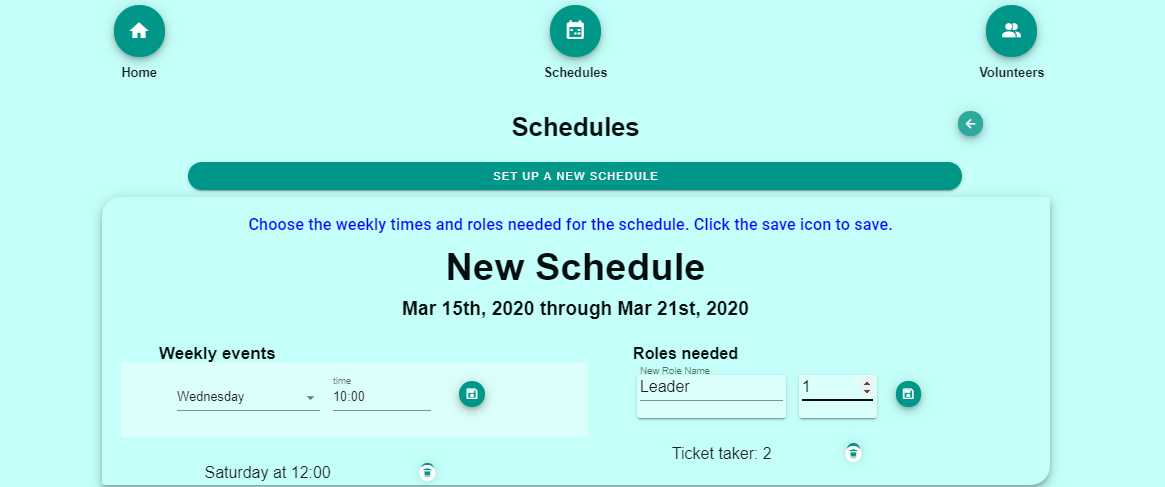 Home
Schedules
Volunteers
Schedules
SET UP A NEW SCHEDULE
Choose the weekly times and roles needed for the schedule. Click the save icon to save.
New Schedule
Mar 15th, 2020 through Mar 21st, 2020
Weekly events
Wednesday
time
10:00
Saturday at 12:00
Roles needed
New Role Name
Leader
1
Ticket taker: 2